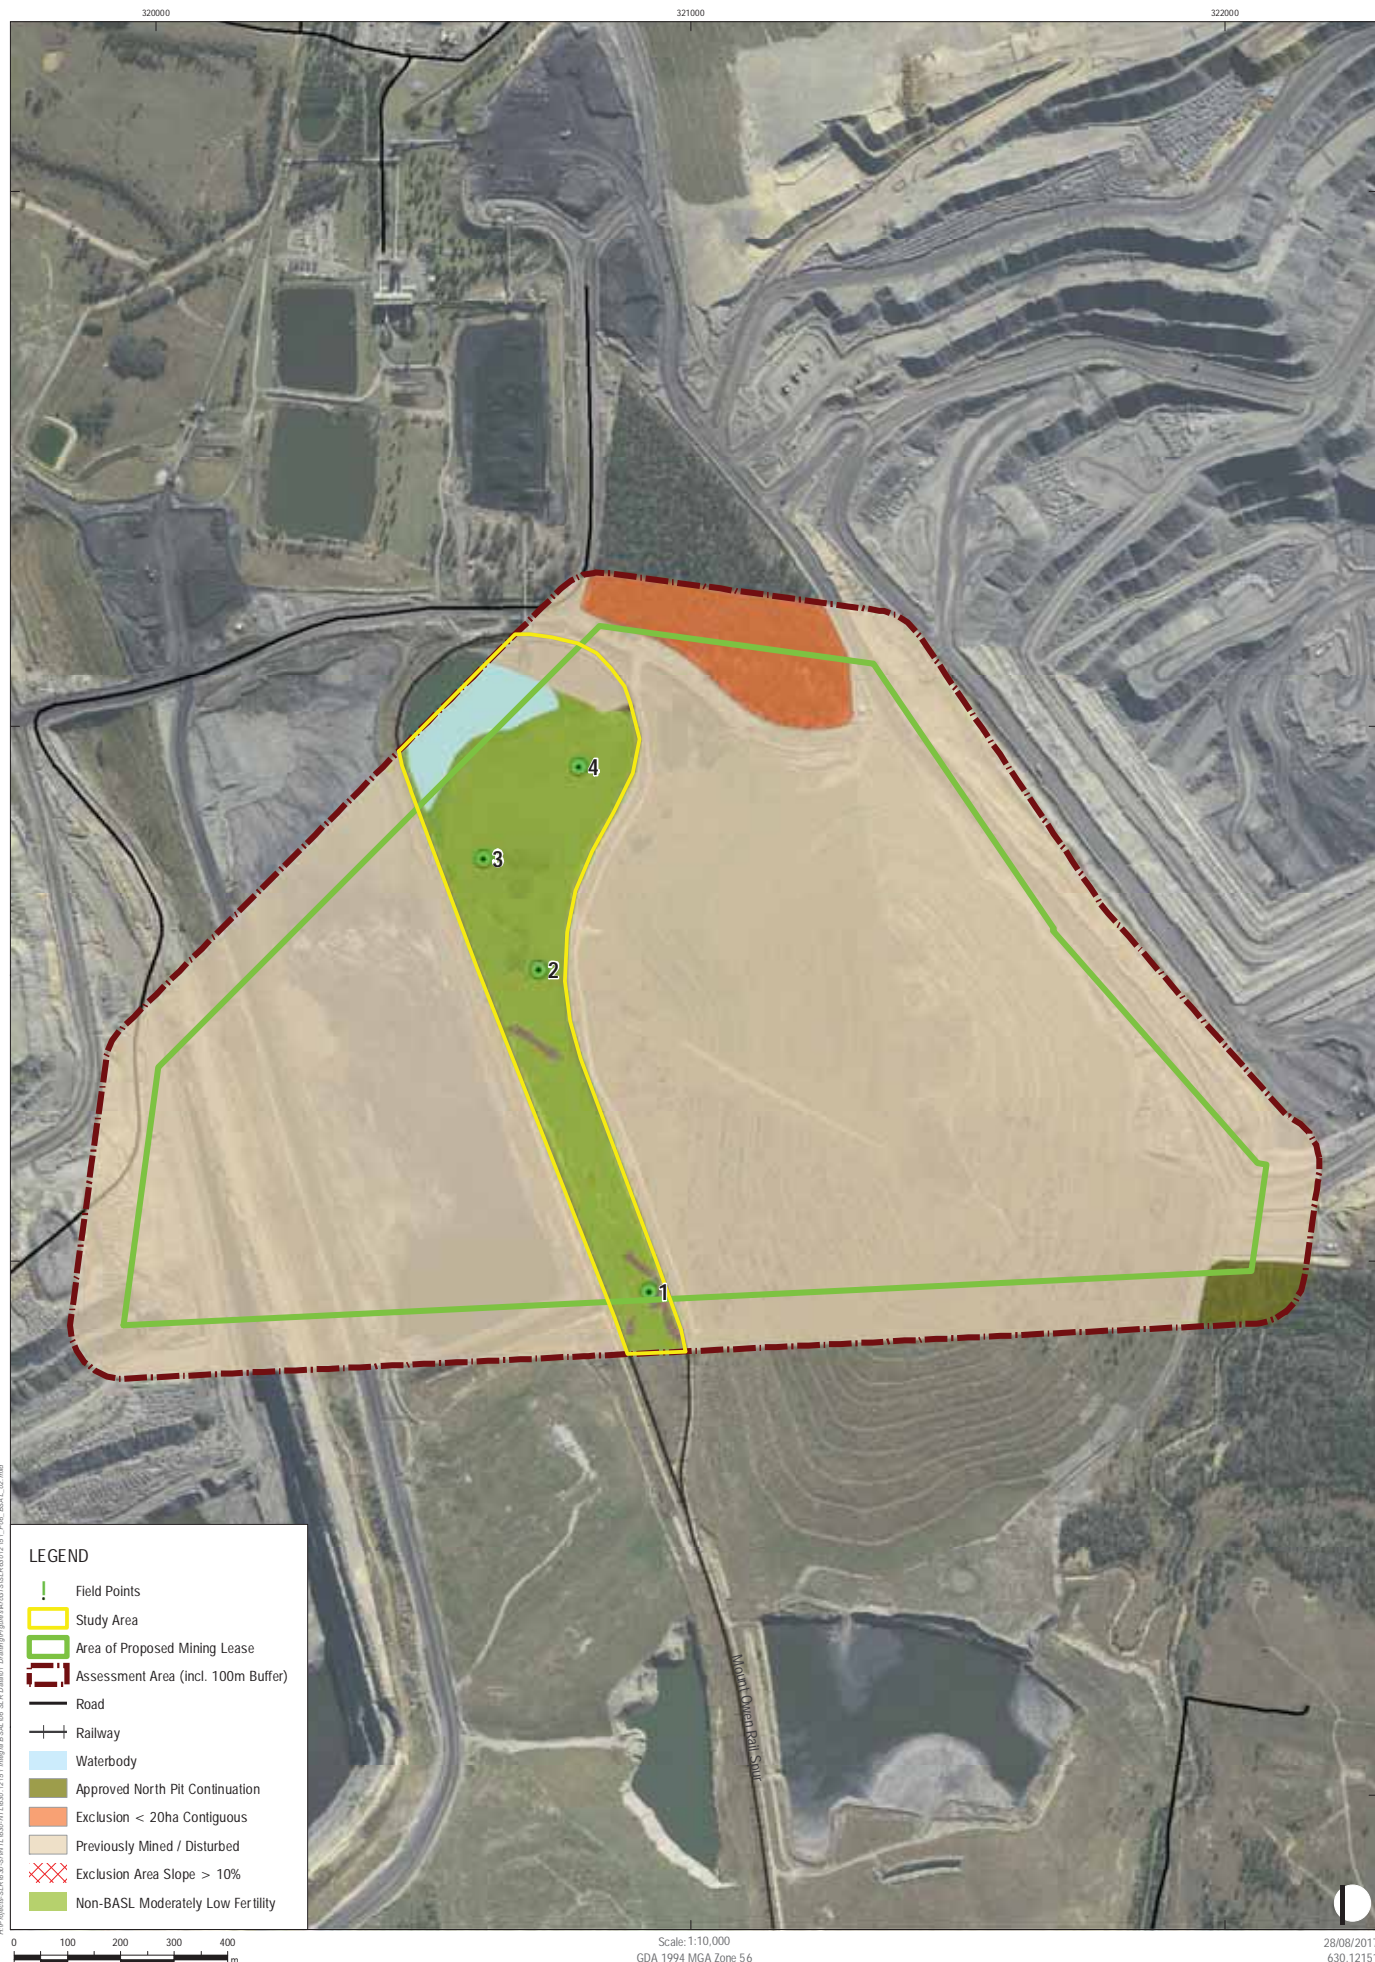 320000
321000
322000
4
3
2
1
Mount Owen Rail Spur
LEGEND
Field Points
Study Area
Area of Proposed Mining Lease
Assessment Area (incl. 100m Buffer)
Road
Railway
Waterbody
Approved North Pit Continuation
Exclusion < 20ha Contiguous
Previously Mined / Disturbed
Exclusion Area Slope > 10%
Non-BASL Moderately Low Fertility
0 100 200 300 400
m
Scale: 1:10,000
GDA 1994 MGA Zone 56
28/08/2017
630.12151